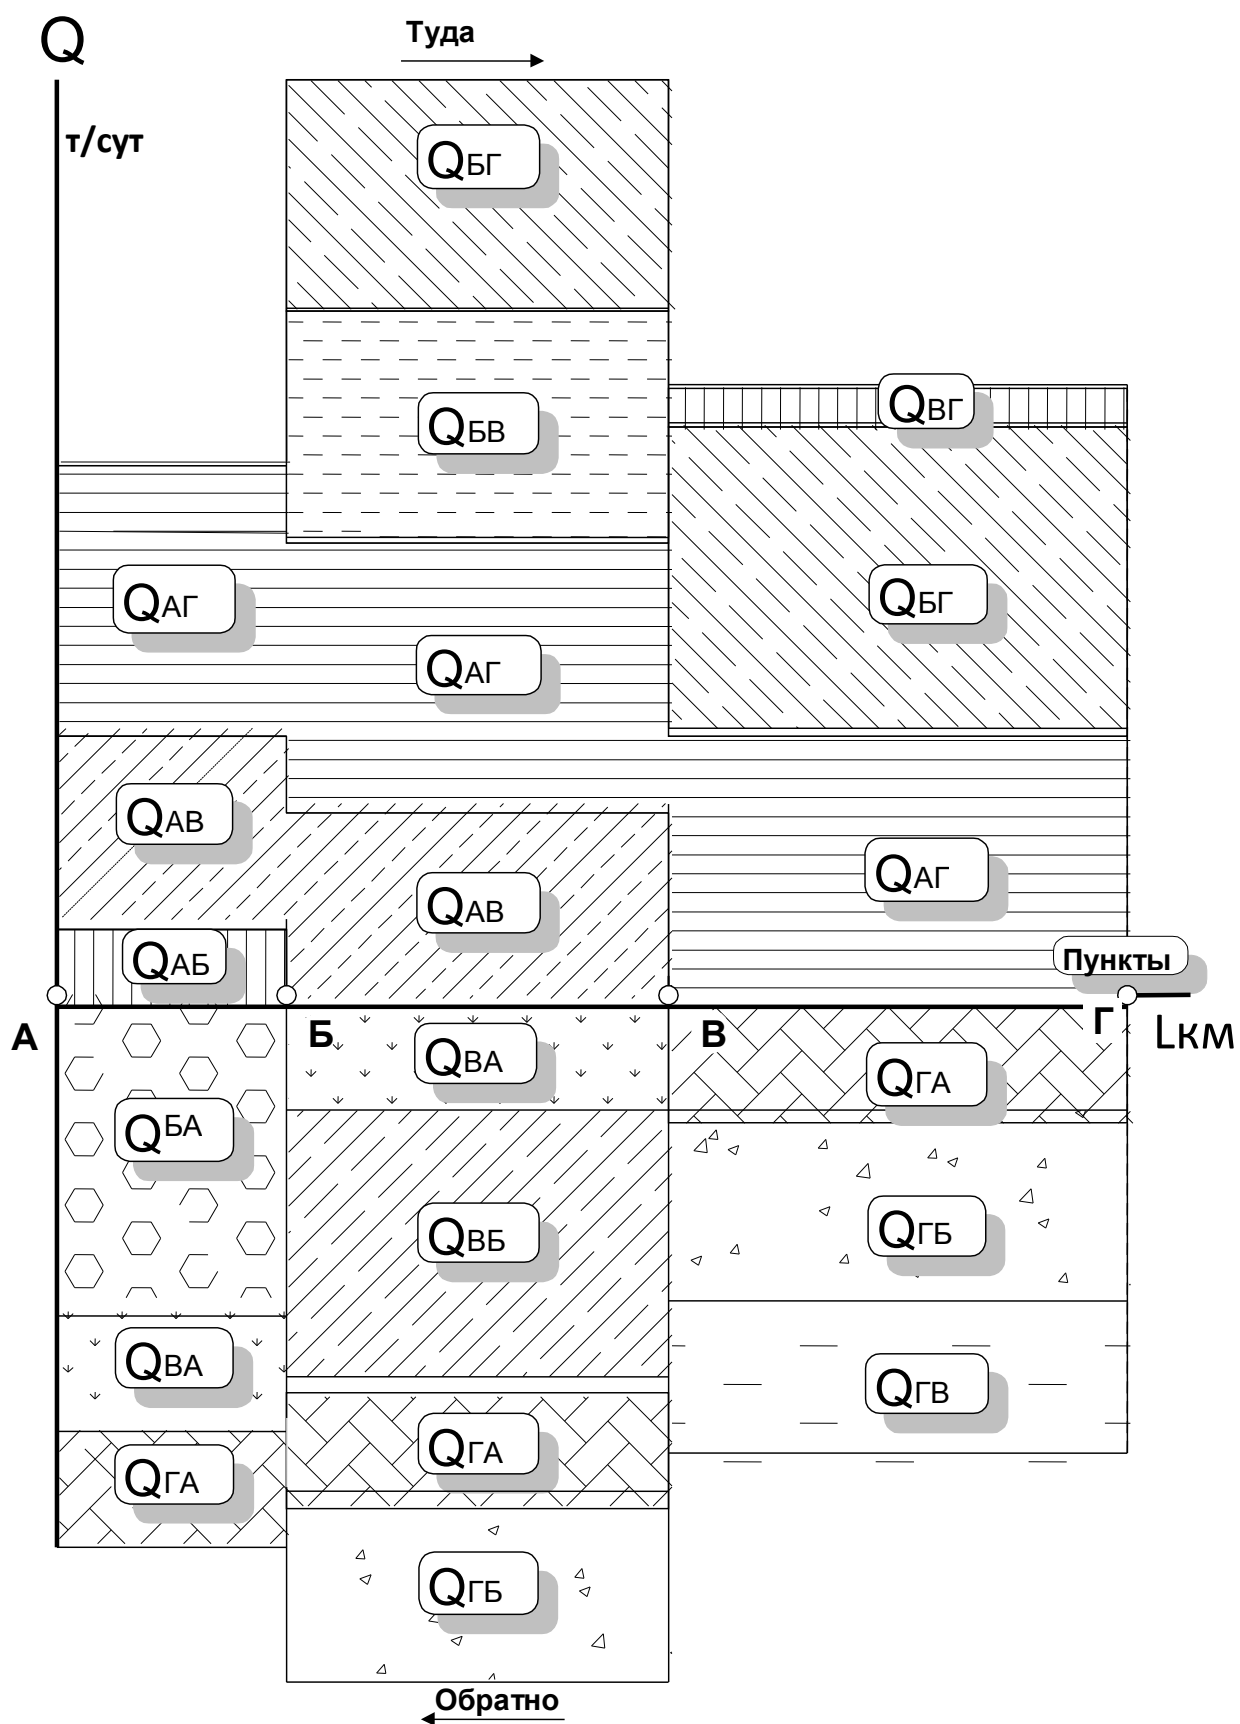 Q
Туда
т/сут
QБГ
QБВ
QВГ
QАГ
QБГ
QАГ
QАВ
QАГ
QАВ
QАБ
Пункты
А
Б
В
Г
Lкм
QВА
QГА
QБА
QВБ
QГБ
QВА
QГВ
QГА
QГА
QГБ
Обратно